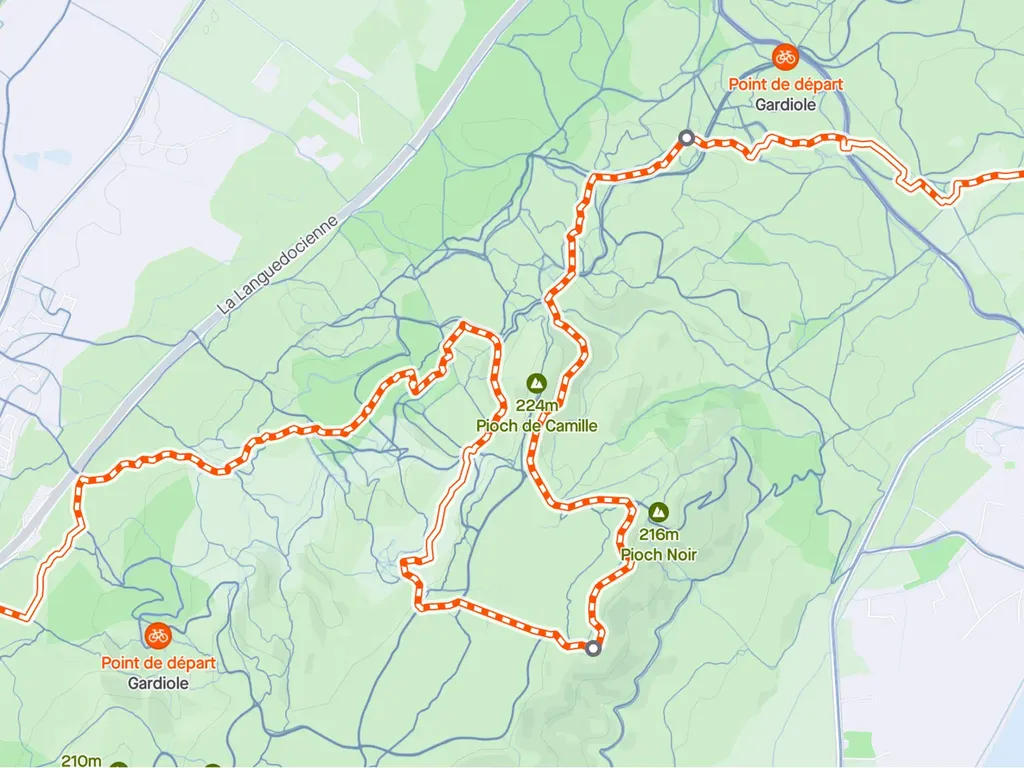 Point de départ
Gardiole
La Languedocienne
224m
Pioch de Camille
216m
Pioch Noir
Point de départ
Gardiole
210m